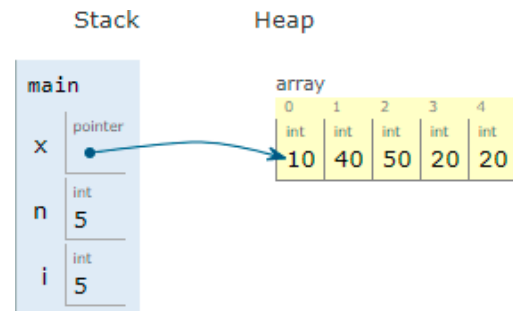 Stack Heap
main
array
0 1 2 3 4
pointer
x
int int int int int
10 40 50 20 20
int
n 5
int
i 5